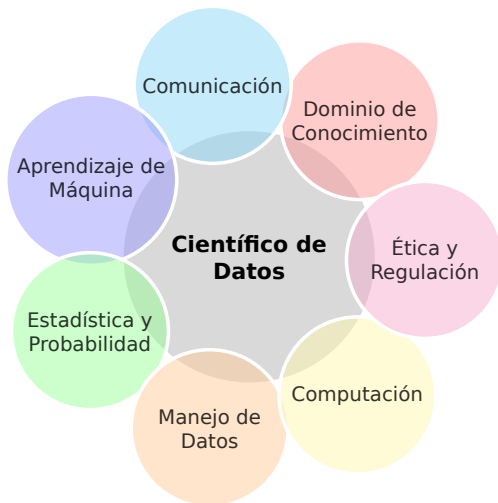 Comunicación
Dominio de
Conocimiento
Aprendizaje de
Máquina
Científico de
Datos
Ética y
Regulación
Estadística y
Probabilidad
Computación
Manejo de
Datos